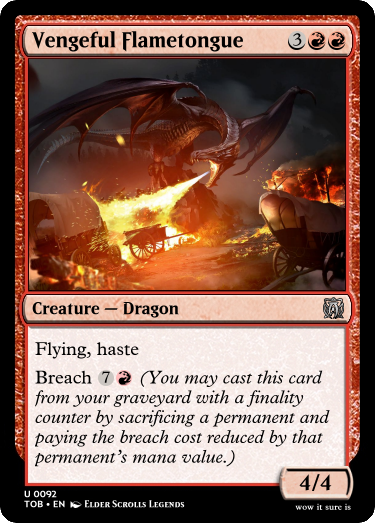 Vengeful Flametongue 3
Creature — Dragon
Flying, haste
Breach 7 (You may cast this card
from your graveyard with a finality
counter by sacrificing a permanent and
paying the breach cost reduced by that
permanent's mana value.)
4/4
U 0092
TOB • EN Elder Scrolls Legends
wow it sure is